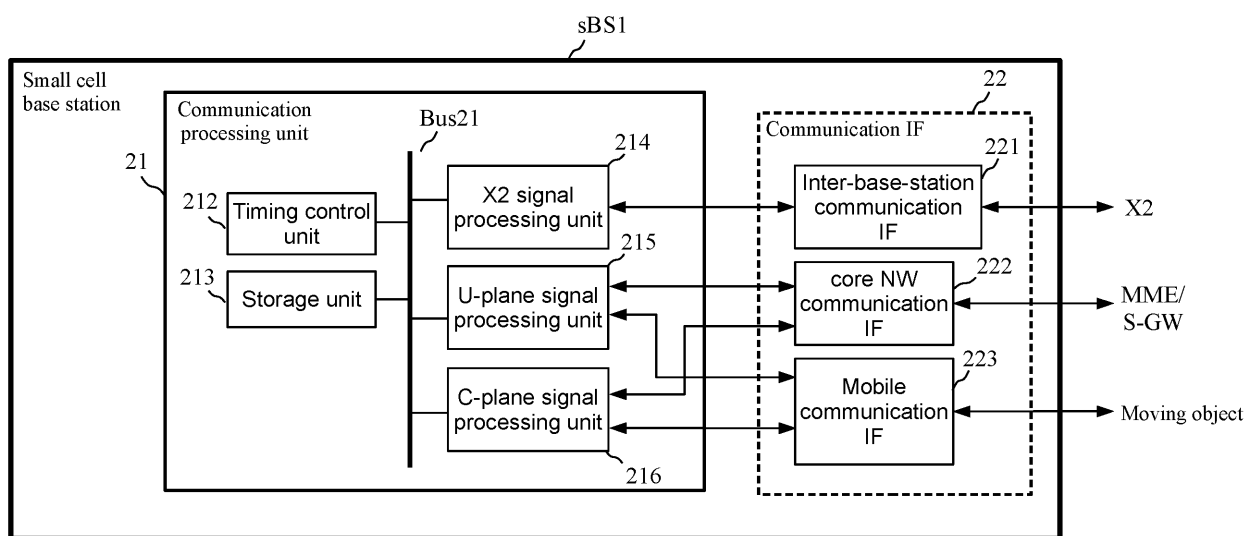 sBS1
Small cell
base station
Communication
processing unit
21
Bus21
212
Timing control
unit
213
Storage unit
214
X2 signal
processing unit
215
U-plane signal
processing unit
C-plane signal
processing unit
216
22
Communication IF
221
Inter-base-station
communication
IF
222
core NW
communication
IF
223
Mobile
communication
IF
X2
MME/
S-GW
Moving object